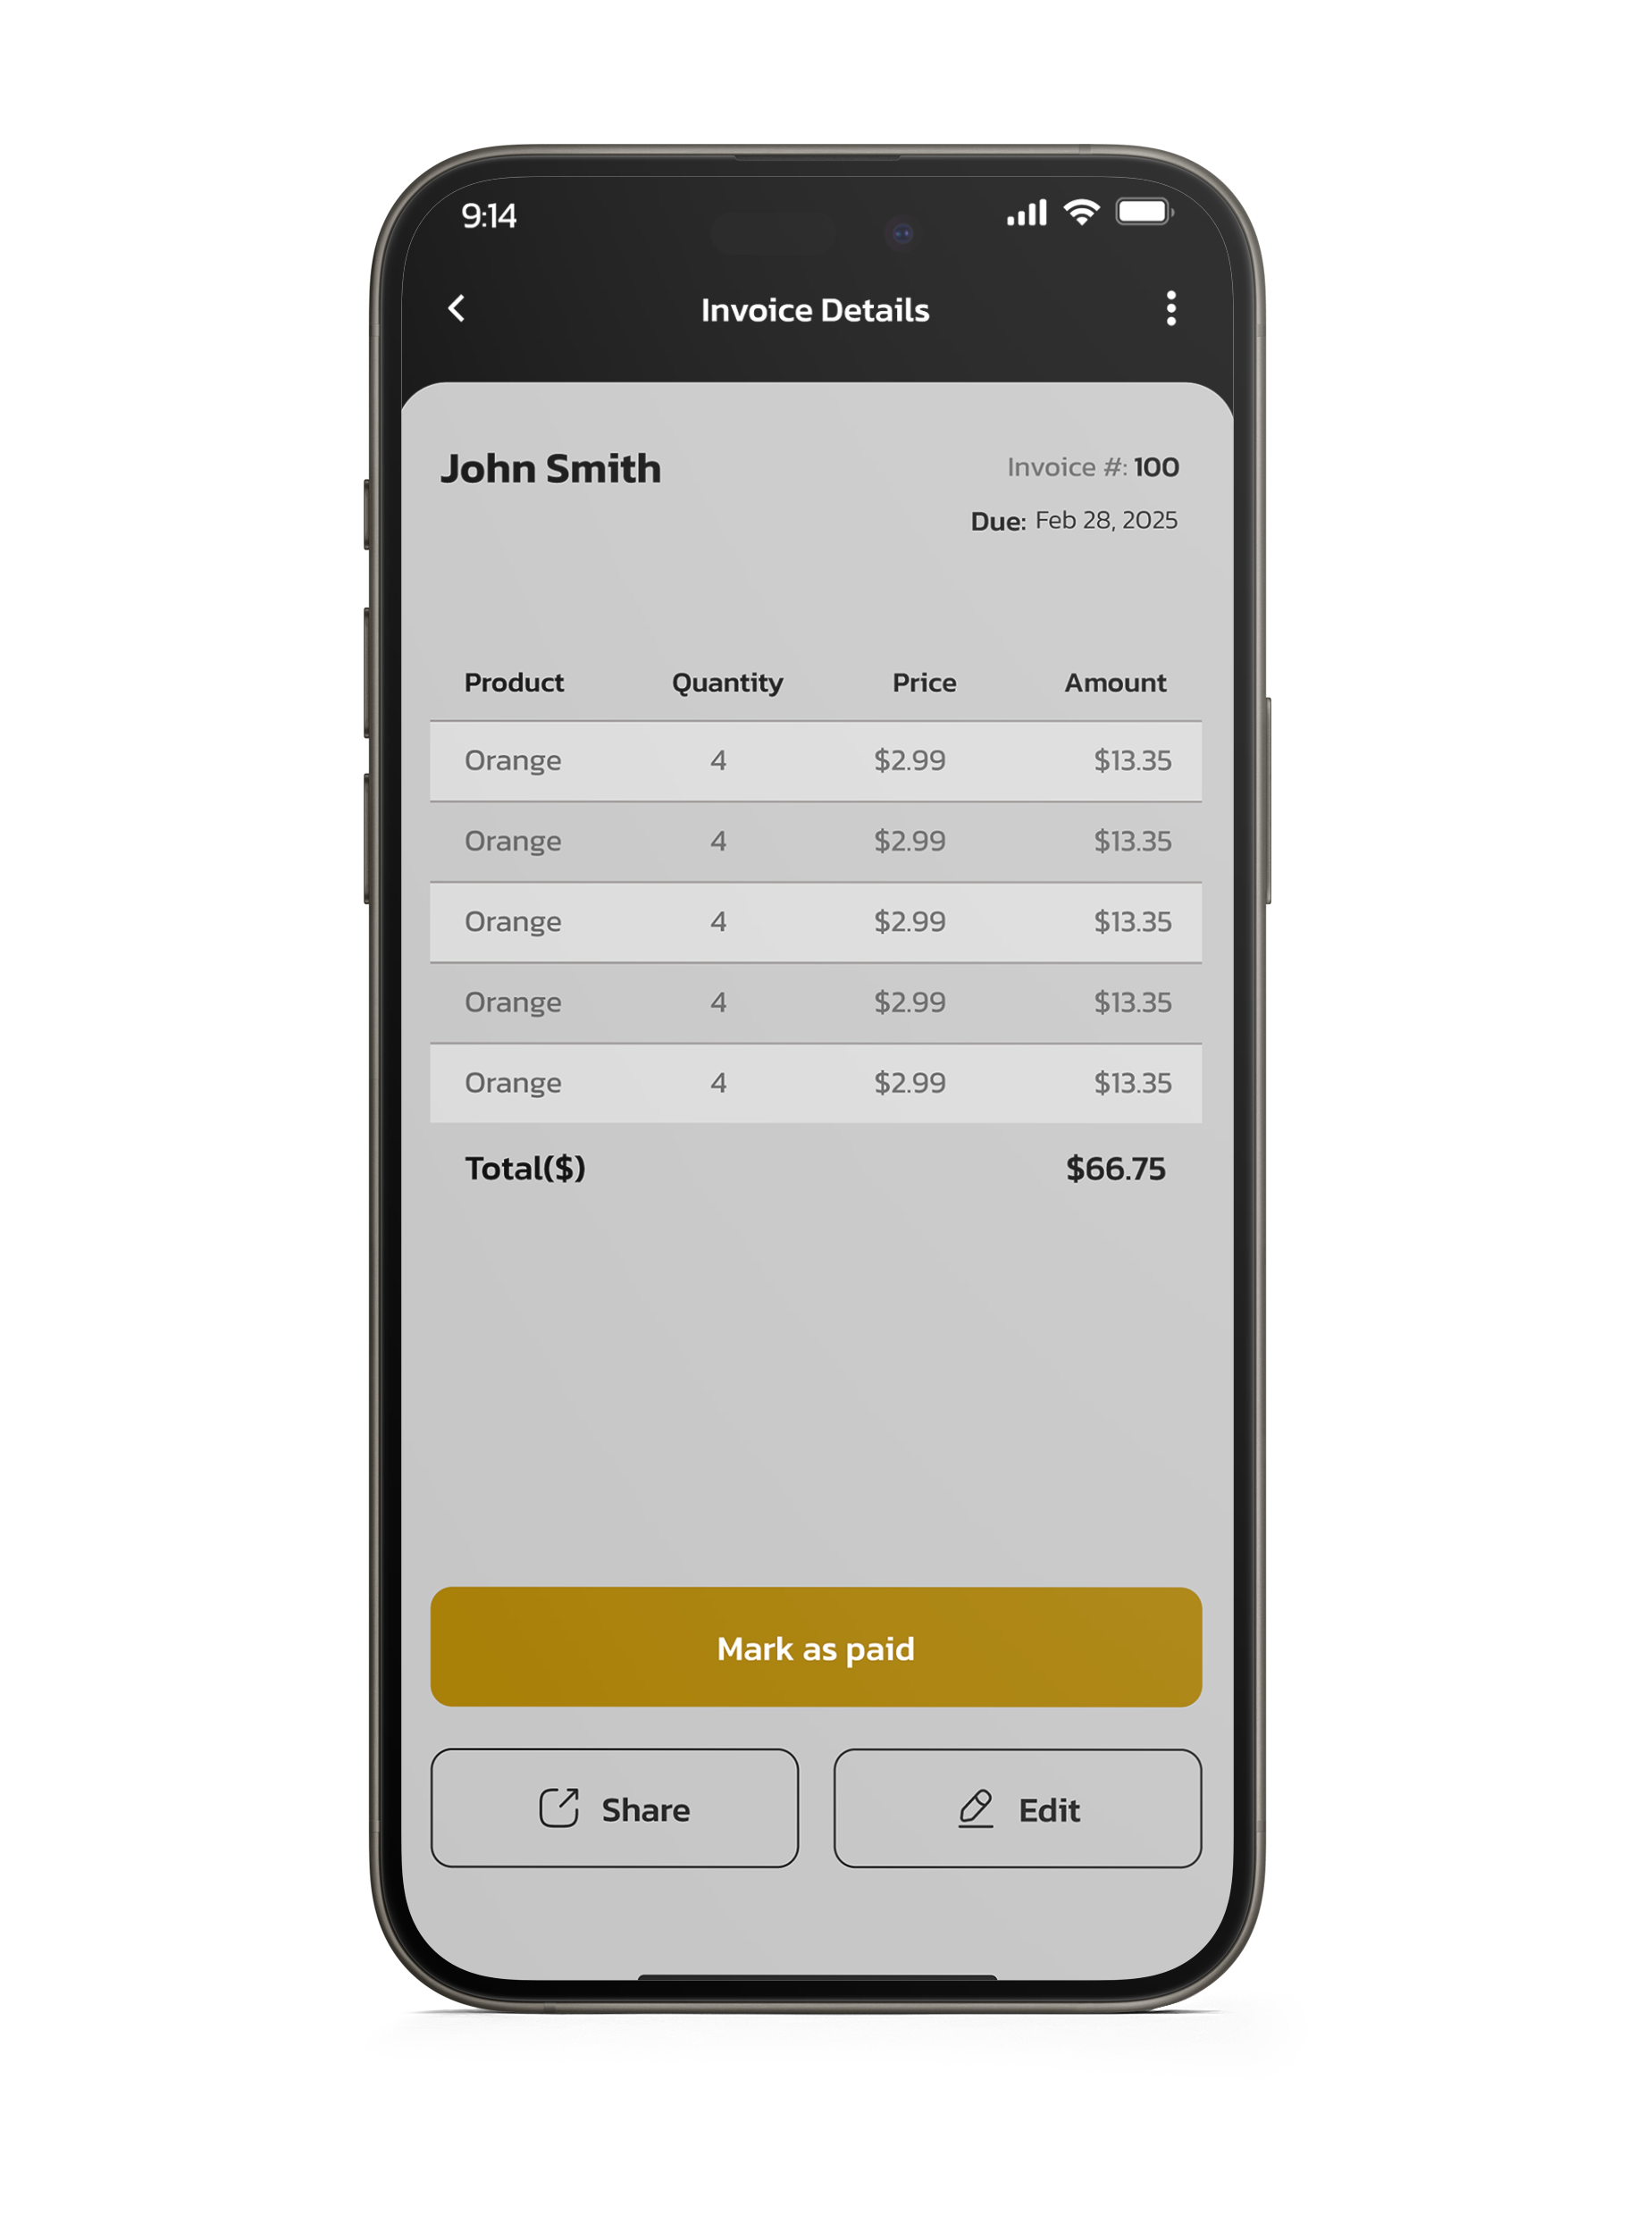 9:14
Invoice Details
John Smith
Invoice #: 100
Due: Feb 28, 2025
Product Quantity Price Amount
Orange 4 $2.99 $13.35
Orange 4 $2.99 $13.35
Orange 4 $2.99 $13.35
Orange 4 $2.99 $13.35
Orange 4 $2.99 $13.35
Total($) $66.75
Mark as paid
Share Edit